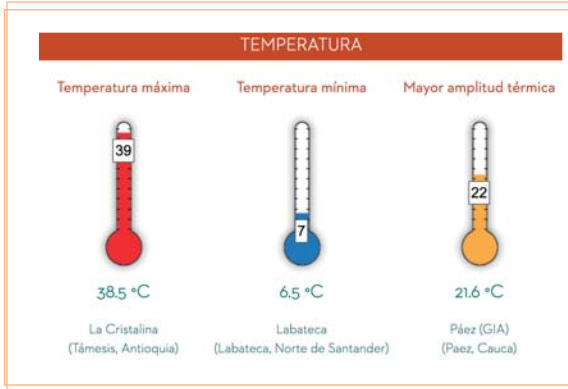 TEMPERATURA
Temperatura máxima
Temperatura mínima
Mayor amplitud térmica
39
7
22
38.5 °C
6.5 °C
21.6 °C
La Cristalina
(Támesis, Antioquia)
Labateca
(Labateca, Norte de Santander)
Páez (GIA)
(Paez, Cauca)